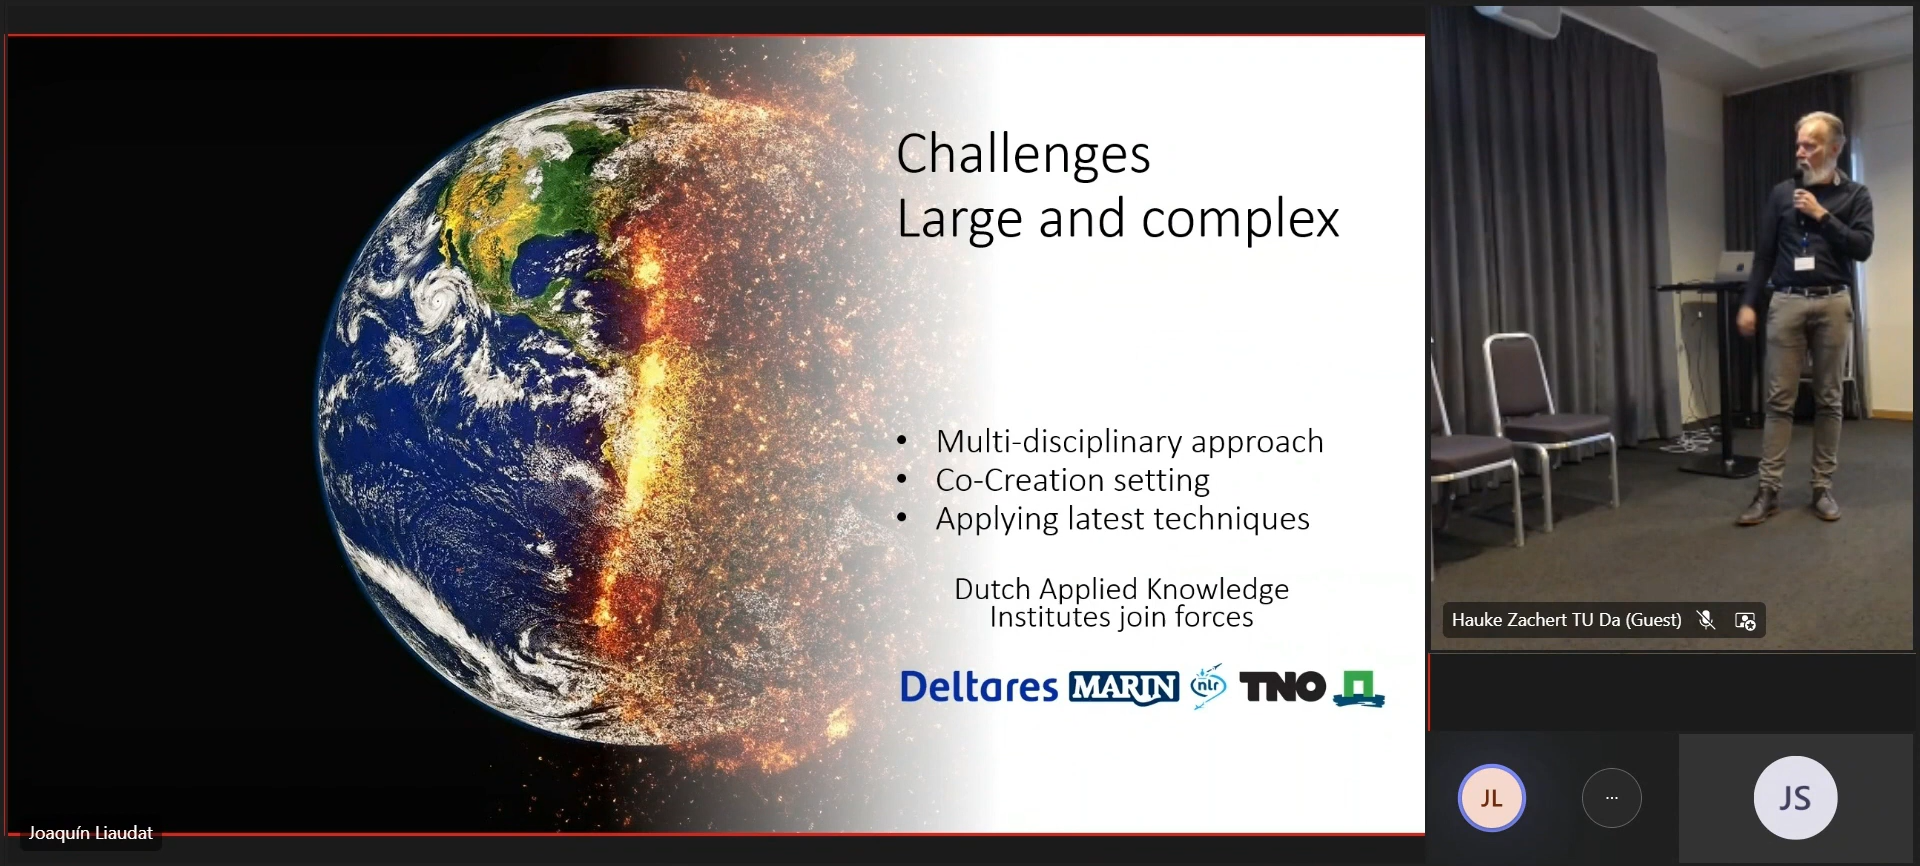 Challenges
Large and complex
• Multi-disciplinary approach
• Co-Creation setting
• Applying latest techniques
Dutch Applied Knowledge
Institutes join forces
Deltares MARIN nlr TNO
Joaquín Liaudat
Hauke Zachert TU Da (Guest)
JL
...
JS